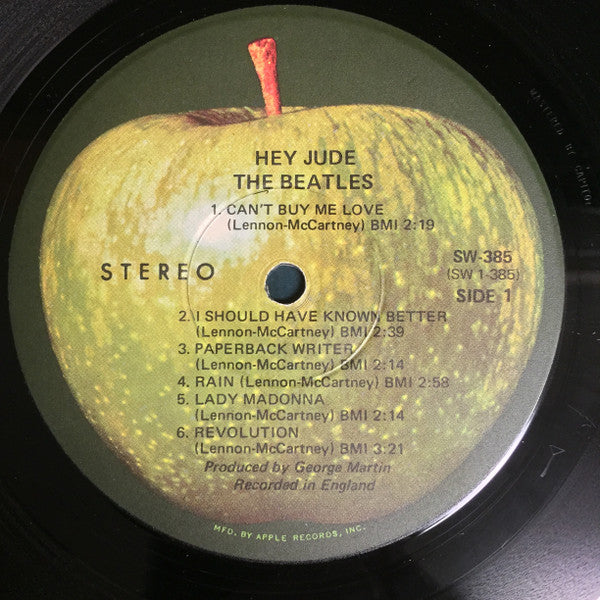 HEY JUDE
THE BEATLES
1. CAN'T BUY ME LOVE
(Lennon-McCartney) BMI 2:19
STEREO
SW-385
(SW 1-385)
SIDE 1
2. I SHOULD HAVE KNOWN BETTER
(Lennon-McCartney) BMI 2:39
3. PAPERBACK WRITER
(Lennon-McCartney) BMI 2:14
4. RAIN (Lennon-McCartney) BMI 2:58
5. LADY MADONNA
(Lennon-McCartney) BMI 2:14
6. REVOLUTION
(Lennon-McCartney) BMI 3:21
Produced by George Martin
Recorded in England
MFD. BY APPLE RECORDS, INC.
MASTERED BY CAPITOL